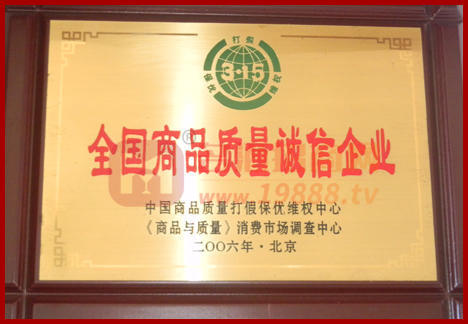 打假
保优 3·15 维权
全国商品质量诚信企业
www.19888.tv
中国商品质量打假保优维权中心
《商品与质量》消费市场调查中心
二〇〇六年·北京